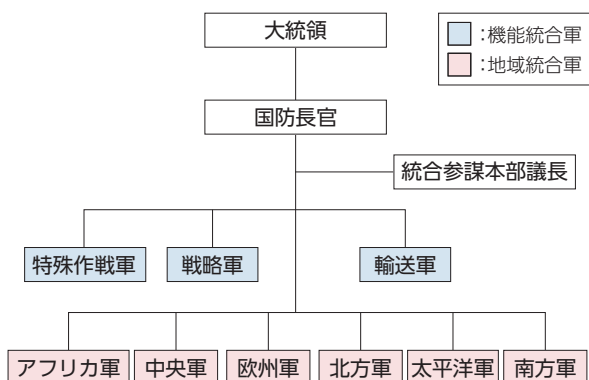 大統領
：機能統合軍
：地域統合軍
国防長官
統合参謀本部議長
特殊作戦軍
戦略軍
輸送軍
アフリカ軍
中央軍
欧州軍
北方軍
太平洋軍
南方軍